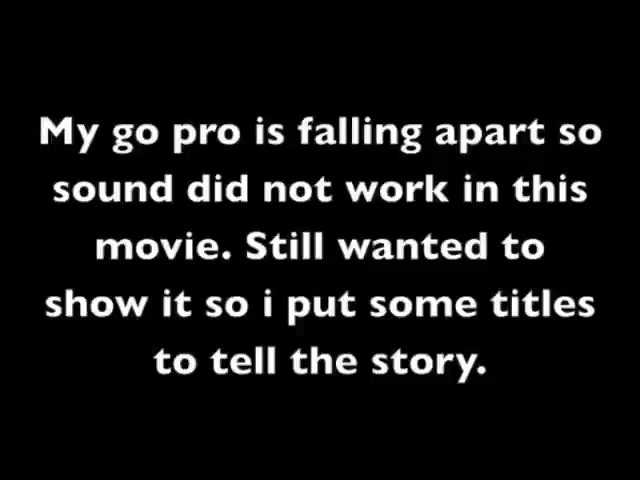 My go pro is falling apart so
sound did not work in this
movie. Still wanted to
show it so i put some titles
to tell the story.